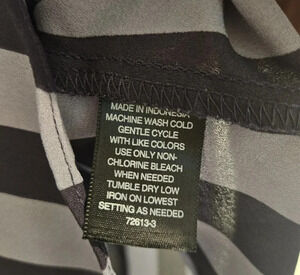 MADE IN INDONESIA
MACHINE WASH COLD
GENTLE CYCLE
WITH LIKE COLORS
USE ONLY NON-
CHLORINE BLEACH
WHEN NEEDED
TUMBLE DRY LOW
IRON ON LOWEST
SETTING AS NEEDED
72613-3